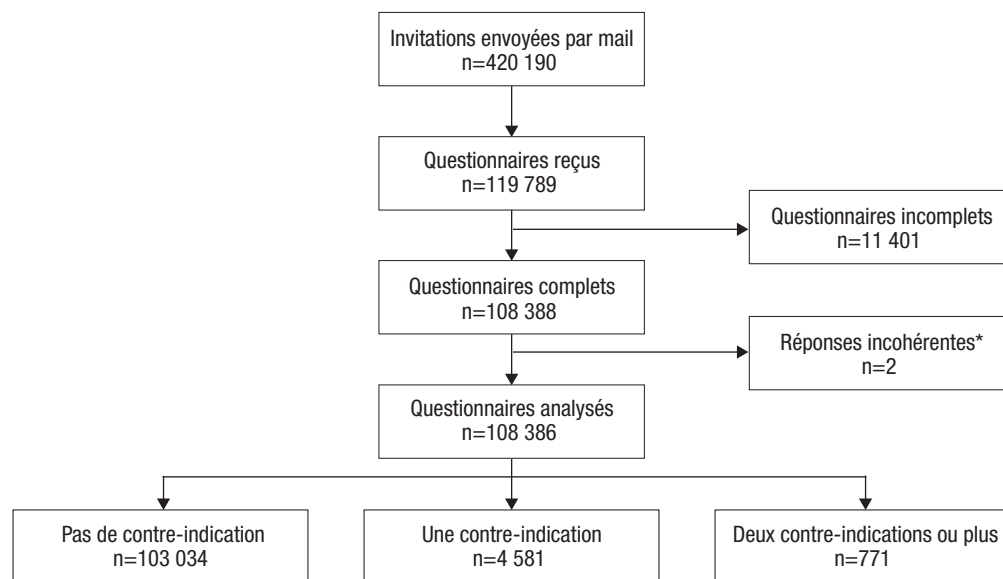 Invitations envoyées par mail
n=420 190
Questionnaires reçus
n=119 789
Questionnaires incomplets
n=11 401
Questionnaires complets
n=108 388
Réponses incohérentes*
n=2
Questionnaires analysés
n=108 386
Pas de contre-indication
n=103 034
Une contre-indication
n=4 581
Deux contre-indications ou plus
n=771